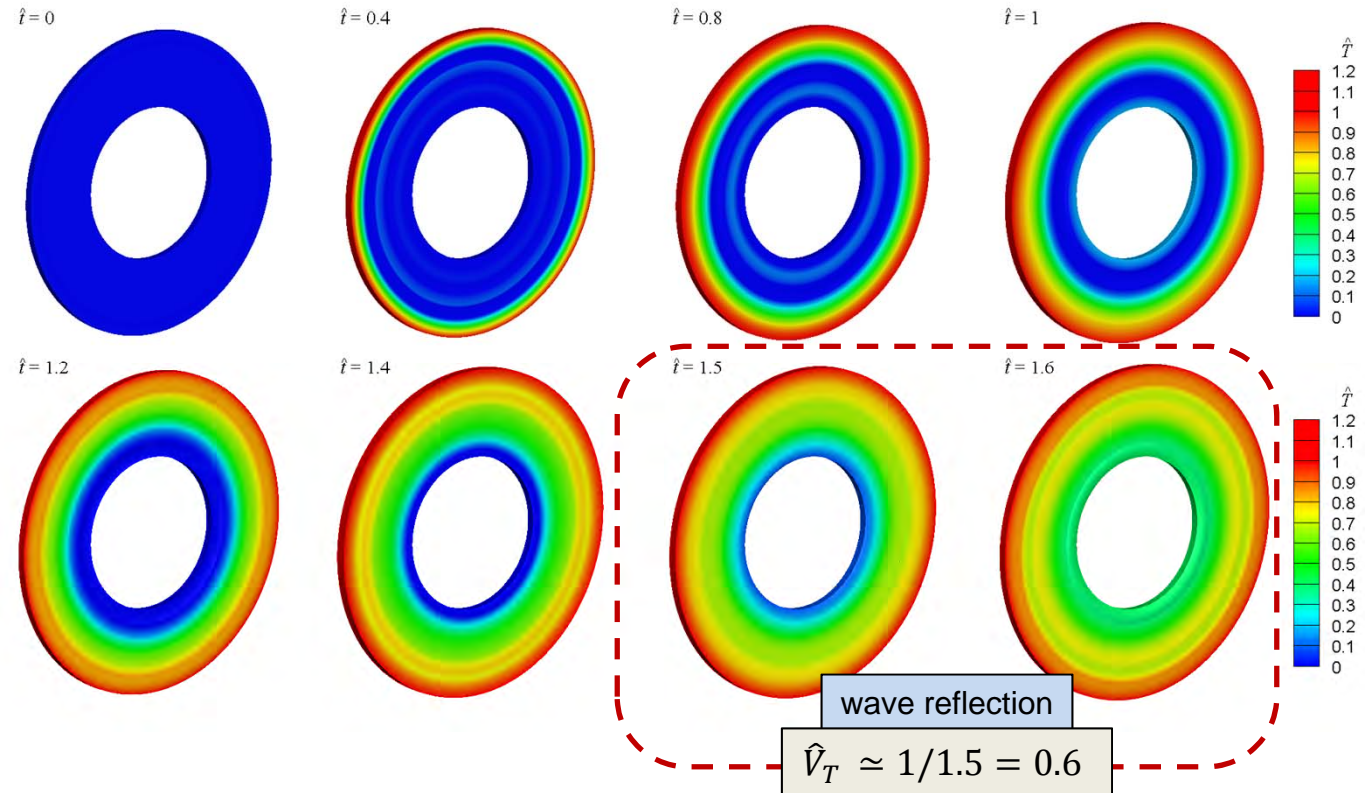 t̂ = 0
t̂ = 0.4
t̂ = 0.8
t̂ = 1
T̂
1.2
1.1
1
0.9
0.8
0.7
0.6
0.5
0.4
0.3
0.2
0.1
0
t̂ = 1.2
t̂ = 1.4
t̂ = 1.5
t̂ = 1.6
T̂
1.2
1.1
1
0.9
0.8
0.7
0.6
0.5
0.4
0.3
0.2
0.1
0
wave reflection
V̂_T ≃ 1/1.5 = 0.6